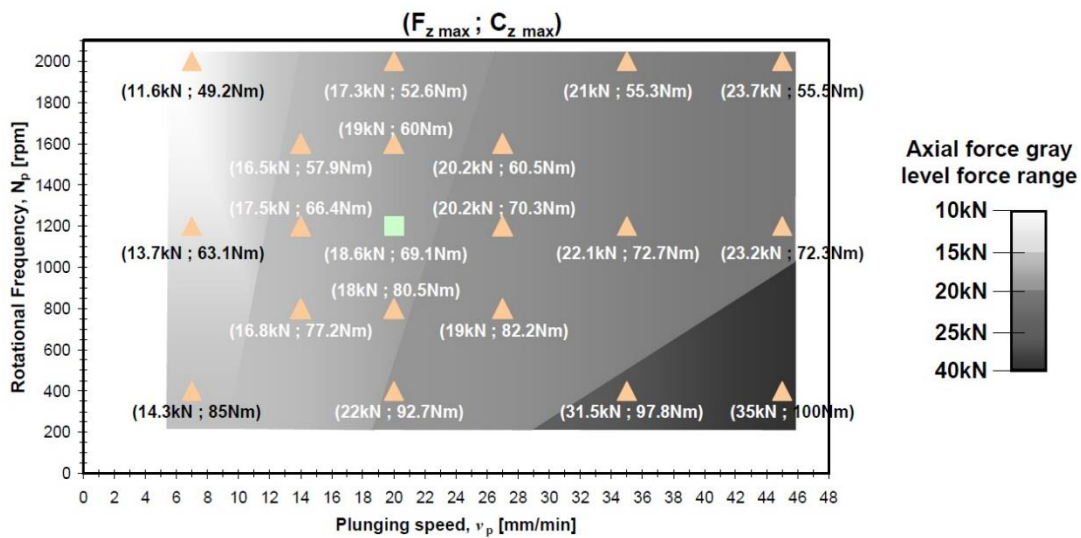 (F z max ; C z max)
Rotational Frequency, N p [rpm]
2000
1800
1600
1400
1200
1000
800
600
400
200
0
(11.6kN ; 49.2Nm)
(17.3kN ; 52.6Nm)
(21kN ; 55.3Nm)
(23.7kN ; 55.5Nm)
(19kN ; 60Nm)
(16.5kN ; 57.9Nm)
(20.2kN ; 60.5Nm)
(17.5kN ; 66.4Nm)
(20.2kN ; 70.3Nm)
(13.7kN ; 63.1Nm)
(18.6kN ; 69.1Nm)
(22.1kN ; 72.7Nm)
(23.2kN ; 72.3Nm)
(18kN ; 80.5Nm)
(16.8kN ; 77.2Nm)
(19kN ; 82.2Nm)
(14.3kN ; 85Nm)
(22kN ; 92.7Nm)
(31.5kN ; 97.8Nm)
(35kN ; 100Nm)
0 2 4 6 8 10 12 14 16 18 20 22 24 26 28 30 32 34 36 38 40 42 44 46 48
Plunging speed, v p [mm/min]
Axial force gray
level force range
10kN
15kN
20kN
25kN
40kN